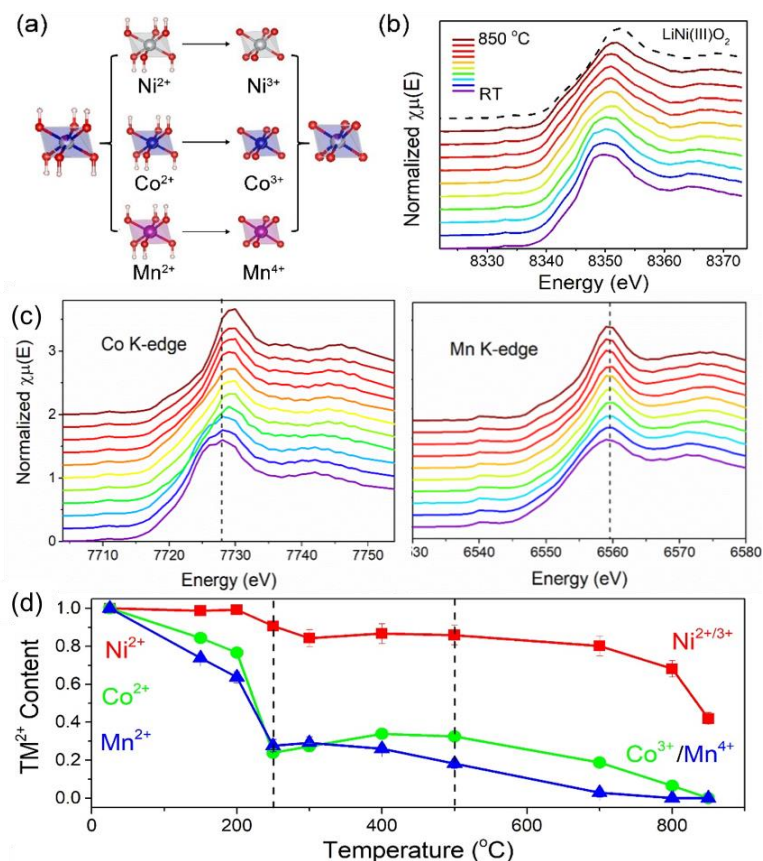 (a)
Ni²⁺
Ni³⁺
Co²⁺
Co³⁺
Mn²⁺
Mn⁴⁺
(b)
850 °C
LiNi(III)O₂
RT
Normalized χμ(E)
8330 8340 8350 8360 8370
Energy (eV)
(c)
Co K-edge
Normalized χμ(E)
3
2
1
0
7710 7720 7730 7740 7750
Energy (eV)
Mn K-edge
530 6540 6550 6560 6570 6580
Energy (eV)
(d)
TM²⁺ Content
1.0
0.8
0.6
0.4
0.2
0.0
Ni²⁺
Co²⁺
Mn²⁺
Ni²⁺/³⁺
Co³⁺/Mn⁴⁺
0 200 400 600 800
Temperature (°C)